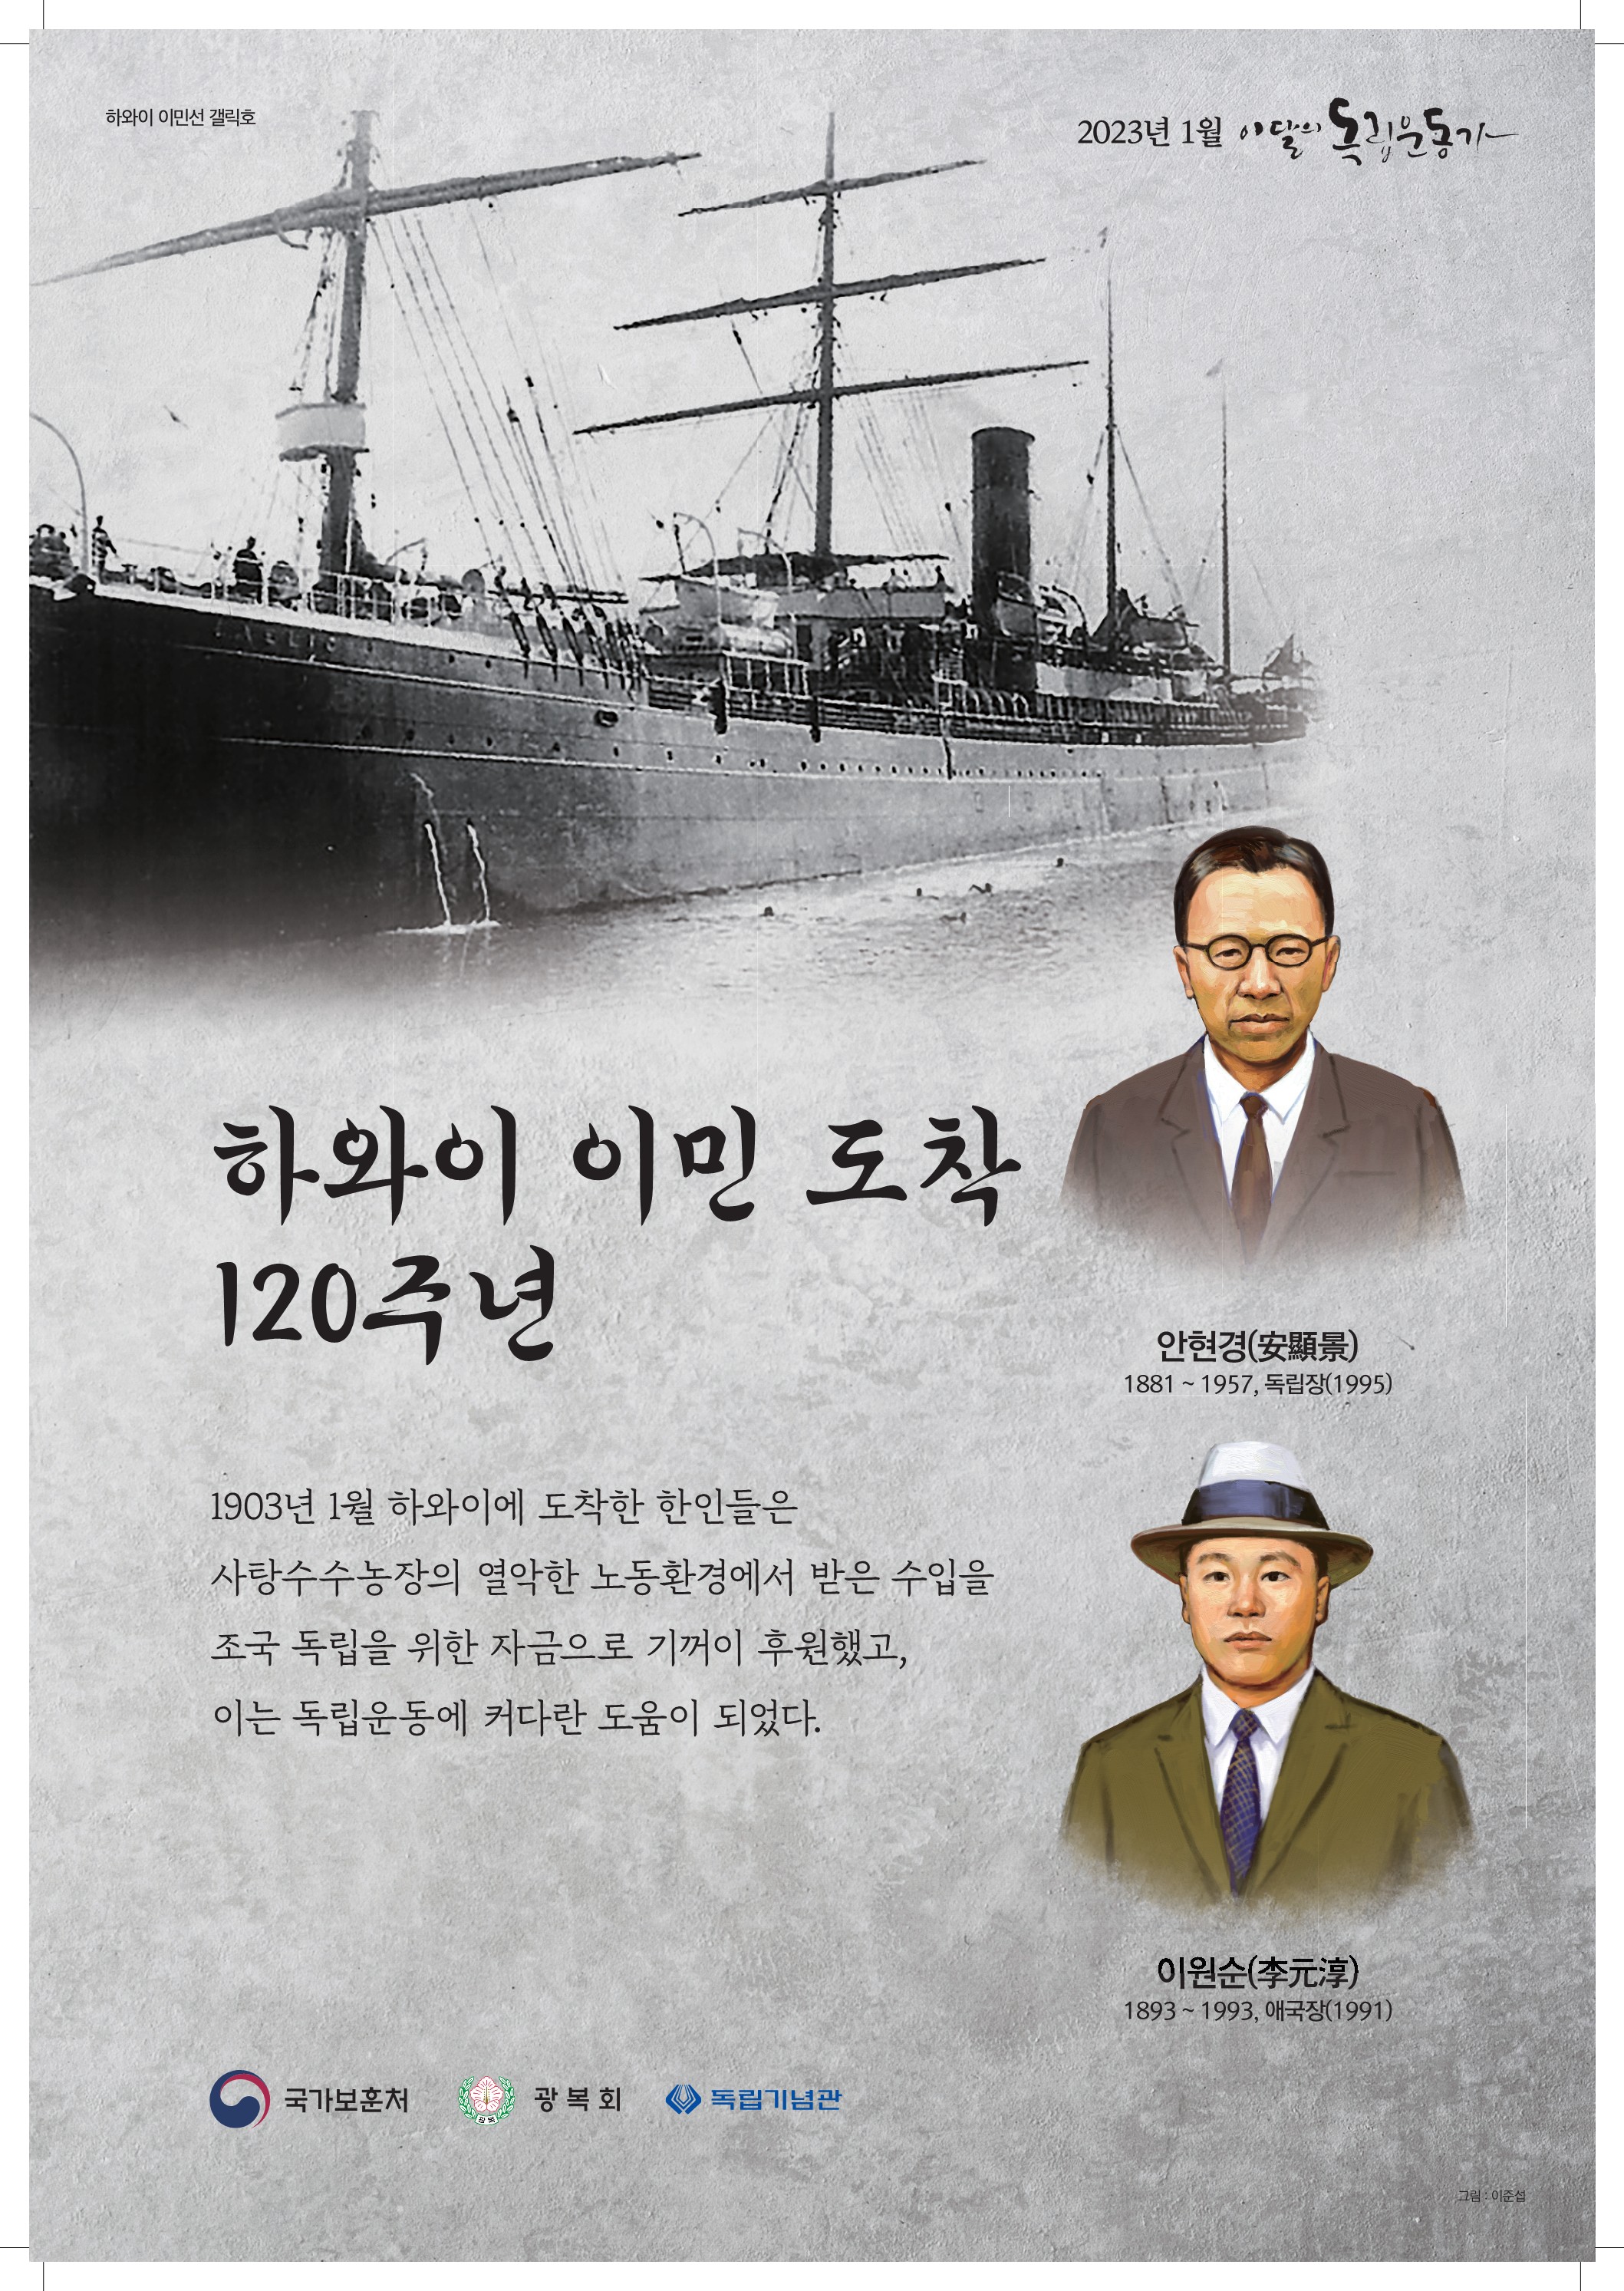 하와이 이민선 갤릭호
2023년 1월 이달의 독립운동가
하와이 이민 도착
120주년
안현경(安顯景)
1881 ~ 1957, 독립장(1995)
1903년 1월 하와이에 도착한 한인들은
사탕수수농장의 열악한 노동환경에서 받은 수입을
조국 독립을 위한 자금으로 기꺼이 후원했고,
이는 독립운동에 커다란 도움이 되었다.
이원순(李元淳)
1893 ~ 1993, 애국장(1991)
국가보훈처 광복 광복회 독립기념관
그림 : 이준섭